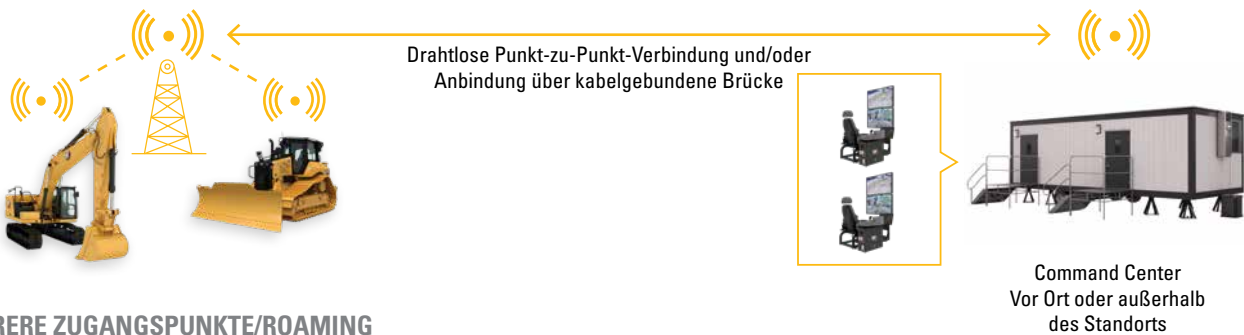 Drahtlose Punkt-zu-Punkt-Verbindung und/oder
Anbindung über kabelgebundene Brücke
Command Center
Vor Ort oder außerhalb
des Standorts
ZUGANGSPUNKTE/ROAMING